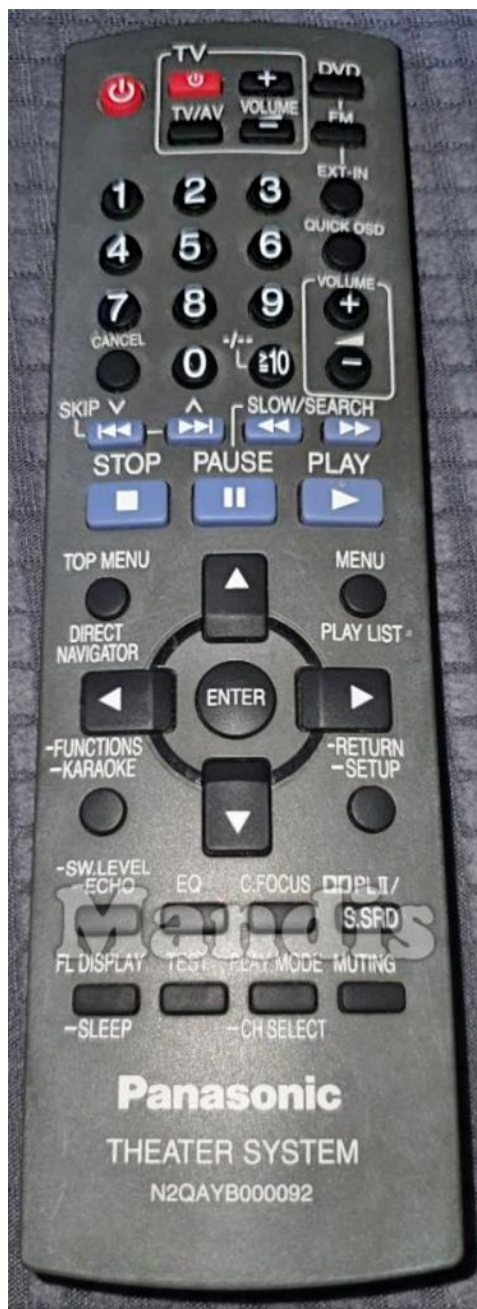 TV
DVD
TV/AV
VOLUME
FM
EXT-IN
1 2 3
QUICK OSD
4 5 6
VOLUME
7 8 9
CANCEL
-/--
0 ≧10
SKIP
SLOW/SEARCH
STOP PAUSE PLAY
TOP MENU MENU
DIRECT
NAVIGATOR
PLAY LIST
ENTER
-FUNCTIONS
-KARAOKE
-RETURN
-SETUP
-SW.LEVEL
-ECHO
EQ C.FOCUS PLII/
S.SRD
Mandis
FL DISPLAY TEST PLAY MODE MUTING
-SLEEP -CH SELECT
Panasonic
THEATER SYSTEM
N2QAYB000092